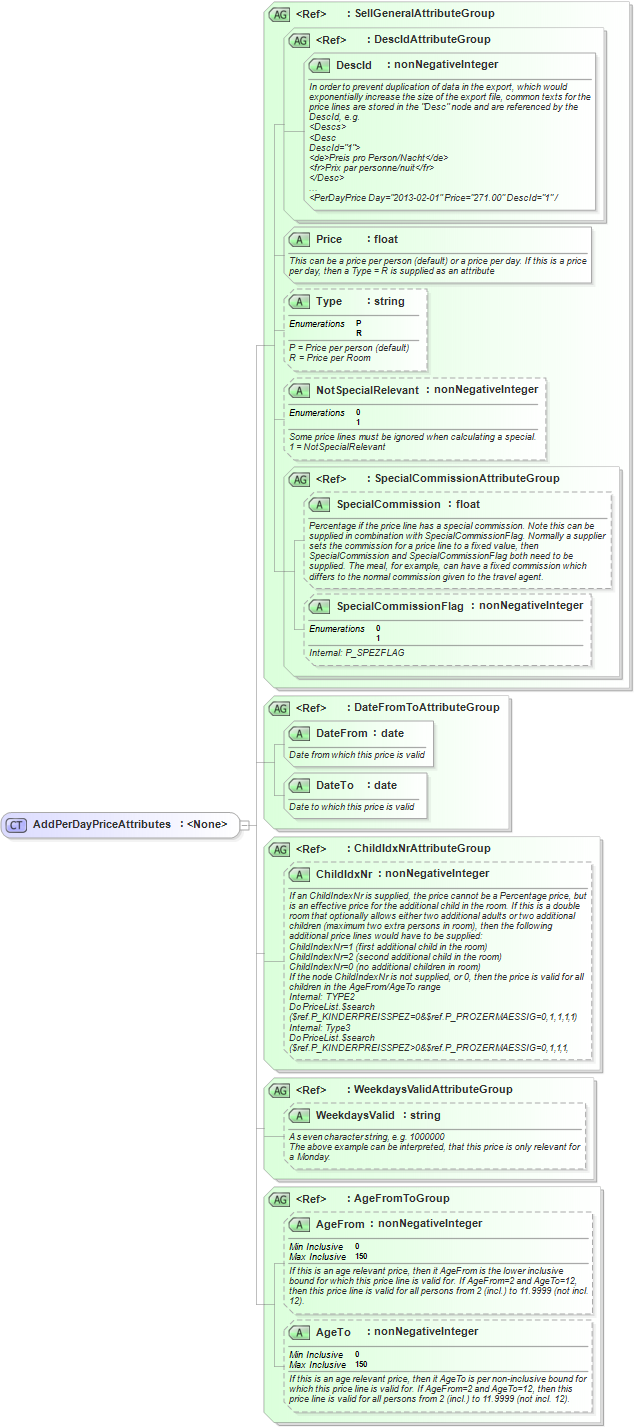 AG <Ref> : SellGeneralAttributeGroup
AG <Ref> : DescIdAttributeGroup
A DescId : nonNegativeInteger
In order to prevent duplication of data in the export, which would
exponentially increase the size of the export file, common texts for the
price lines are stored in the "Desc" node and are referenced by the
DescId, e.g.
<Descs>
<Desc
DescId="1">
<de>Preis pro Person/Nacht</de>
<fr>Prix par personne/nuit</fr>
</Desc>
...
<PerDayPrice Day="2013-02-01" Price="271.00" DescId="1" /
A Price : float
This can be a price per person (default) or a price per day. If this is a price
per day, then a Type = R is supplied as an attribute
A Type : string
Enumerations P
R
P = Price per person (default)
R = Price per Room
A NotSpecialRelevant : nonNegativeInteger
Enumerations 0
1
Some price lines must be ignored when calculating a special.
1 = NotSpecialRelevant
AG <Ref> : SpecialCommissionAttributeGroup
A SpecialCommission : float
Percentage if the price line has a special commission. Note this can be
supplied in combination with SpecialCommissionFlag. Normally a supplier
sets the commission for a price line to a fixed value, then
SpecialCommission and SpecialCommissionFlag both need to be
supplied. The meal, for example, can have a fixed commission which
differs to the normal commission given to the travel agent.
A SpecialCommissionFlag : nonNegativeInteger
Enumerations 0
1
Internal: P_SPEZFLAG
AG <Ref> : DateFromToAttributeGroup
A DateFrom : date
Date from which this price is valid
A DateTo : date
Date to which this price is valid
CT AddPerDayPriceAttributes : <None>
AG <Ref> : ChildIdxNrAttributeGroup
A ChildIdxNr : nonNegativeInteger
If an ChildIndexNr is supplied, the price cannot be a Percentage price, but
is an effective price for the additional child in the room. If this is a double
room that optionally allows either two additional adults or two additional
children (maximum two extra persons in room), then the following
additional price lines would have to be supplied:
ChildIndexNr=1 (first additional child in the room)
ChildIndexNr=2 (second additional child in the room)
ChildIndexNr=0 (no additional children in room)
If the node ChildIndexNr is not supplied, or 0, then the price is valid for all
children in the AgeFrom/AgeTo range
Internal: TYPE2
DoPriceList.$search
($ref.P_KINDERPREISSPEZ=0&$ref.P_PROZERMAESSIG=0,1,1,1,1)
Internal: Type3
DoPriceList.$search
($ref.P_KINDERPREISSPEZ>0&$ref.P_PROZERMAESSIG=0,1,1,1,
AG <Ref> : WeekdaysValidAttributeGroup
A WeekdaysValid : string
A seven character string, e.g. 1000000
The above example can be interpreted, that this price is only relevant for
a Monday.
AG <Ref> : AgeFromToGroup
A AgeFrom : nonNegativeInteger
Min Inclusive 0
Max Inclusive 150
If this is an age relevant price, then it AgeFrom is the lower inclusive
bound for which this price line is valid for. If AgeFrom=2 and AgeTo=12,
then this price line is valid for all persons from 2 (incl.) to 11.9999 (not incl.
12).
A AgeTo : nonNegativeInteger
Min Inclusive 0
Max Inclusive 150
If this is an age relevant price, then it AgeTo is per non-inclusive bound for
which this price line is valid for. If AgeFrom=2 and AgeTo=12, then this
price line is valid for all persons from 2 (incl.) to 11.9999 (not incl. 12).